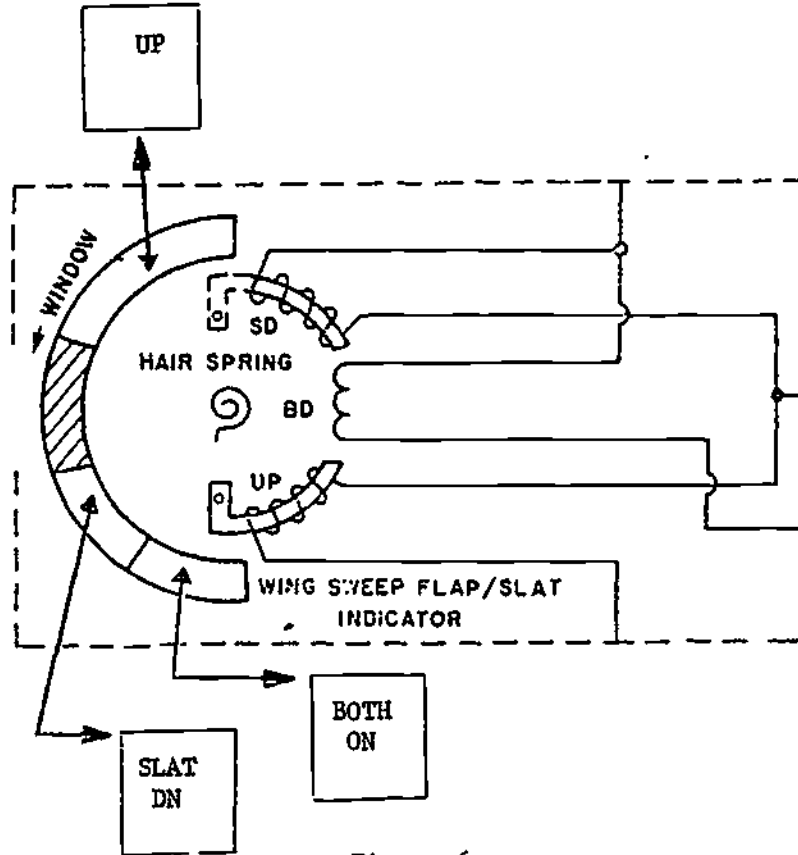 UP
WINDOW
SD
HAIR SPRING
BD
UP
WING SWEEP FLAP/SLAT
INDICATOR
BOTH
ON
SLAT
DN